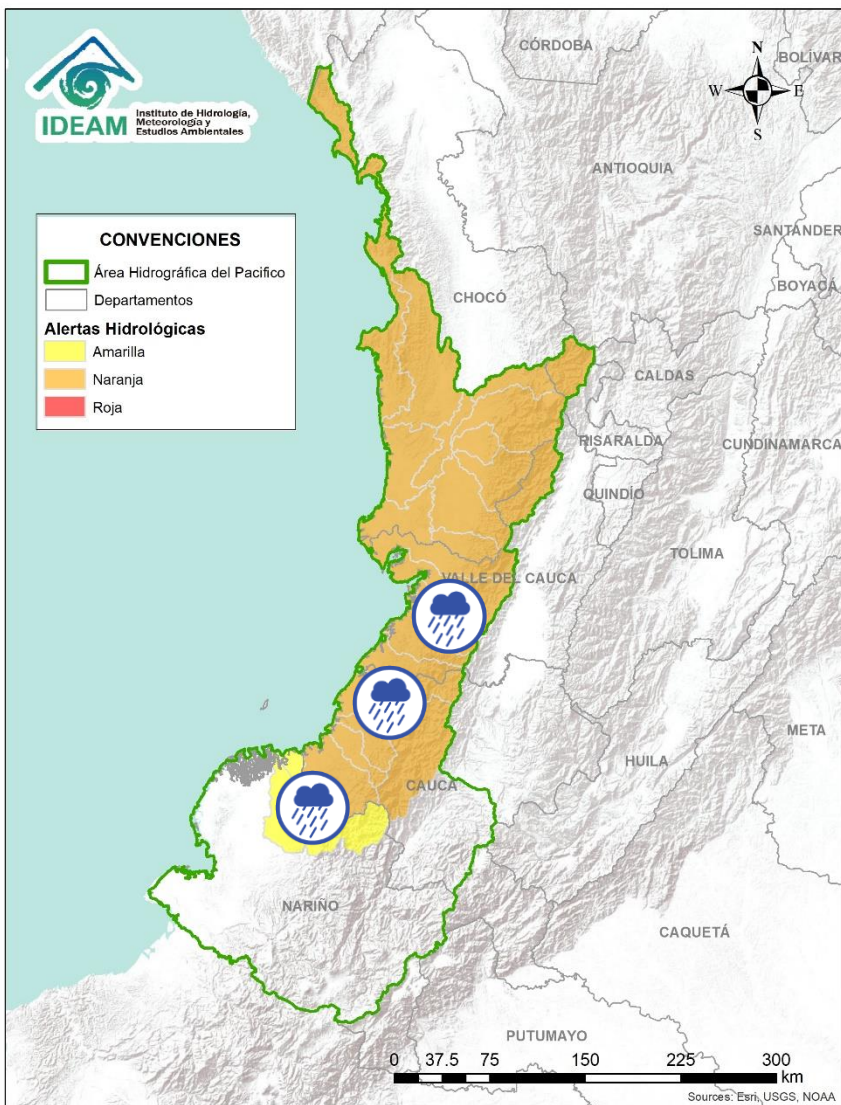 IDEAM
Instituto de Hidrología,
Meteorología y
Estudios Ambientales
CÓRDOBA
BOLÍVAR
N
W
E
S
ANTIOQUIA
SANTANDER
BOYACÁ
CONVENCIONES
Área Hidrográfica del Pacifico
Departamentos
Alertas Hidrológicas
Amarilla
Naranja
Roja
CHOCÓ
CALDAS
RISARALDA
CUNDINAMARCA
QUINDÍO
TOLIMA
VALLE DEL CAUCA
META
HUILA
CAUCA
NARIÑO
CAQUETÁ
PUTUMAYO
0 37.5 75 150 225 300
km
Sources: Esri, USGS, NOAA